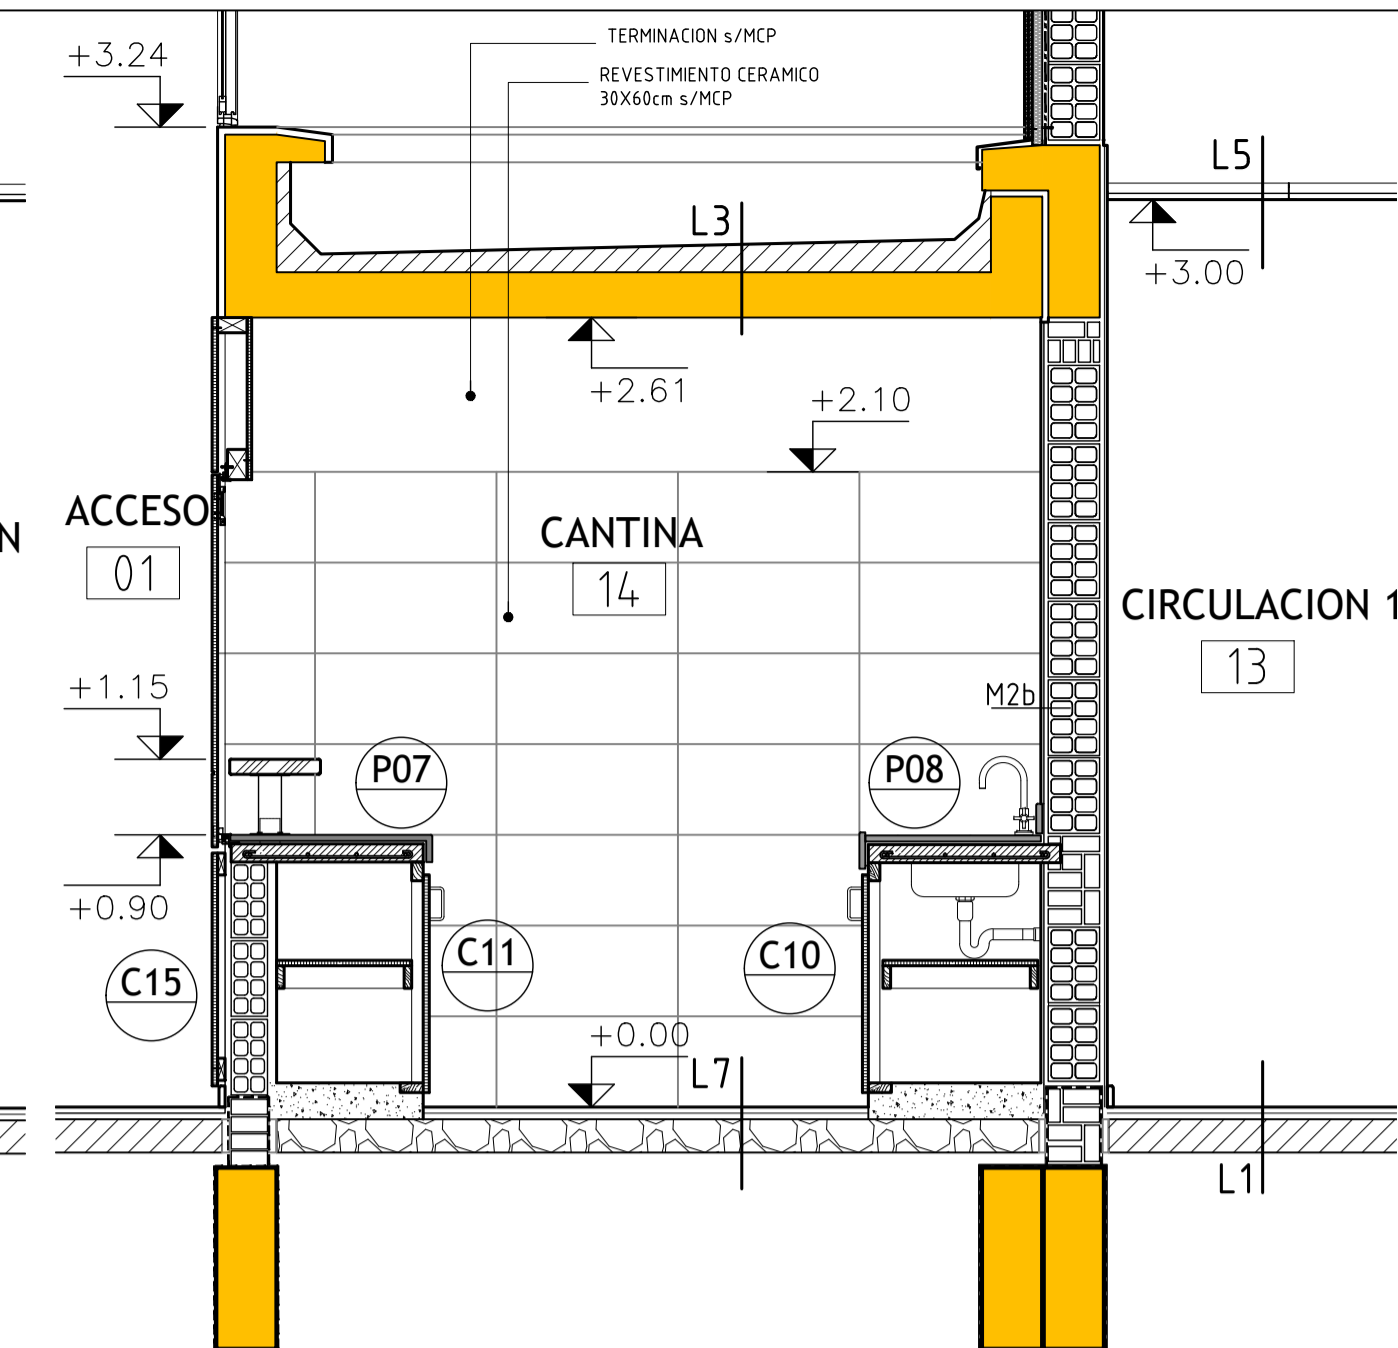 TERMINACION s/MCP
+3.24
REVESTIMIENTO CERAMICO
30X60cm s/MCP
L5
L3
+3.00
+2.61
+2.10
ACCESO
01
N
CANTINA
14
CIRCULACION 1
13
+1.15
M2b
P07
P08
+0.90
C11
C10
C15
+0.00
L7
L1